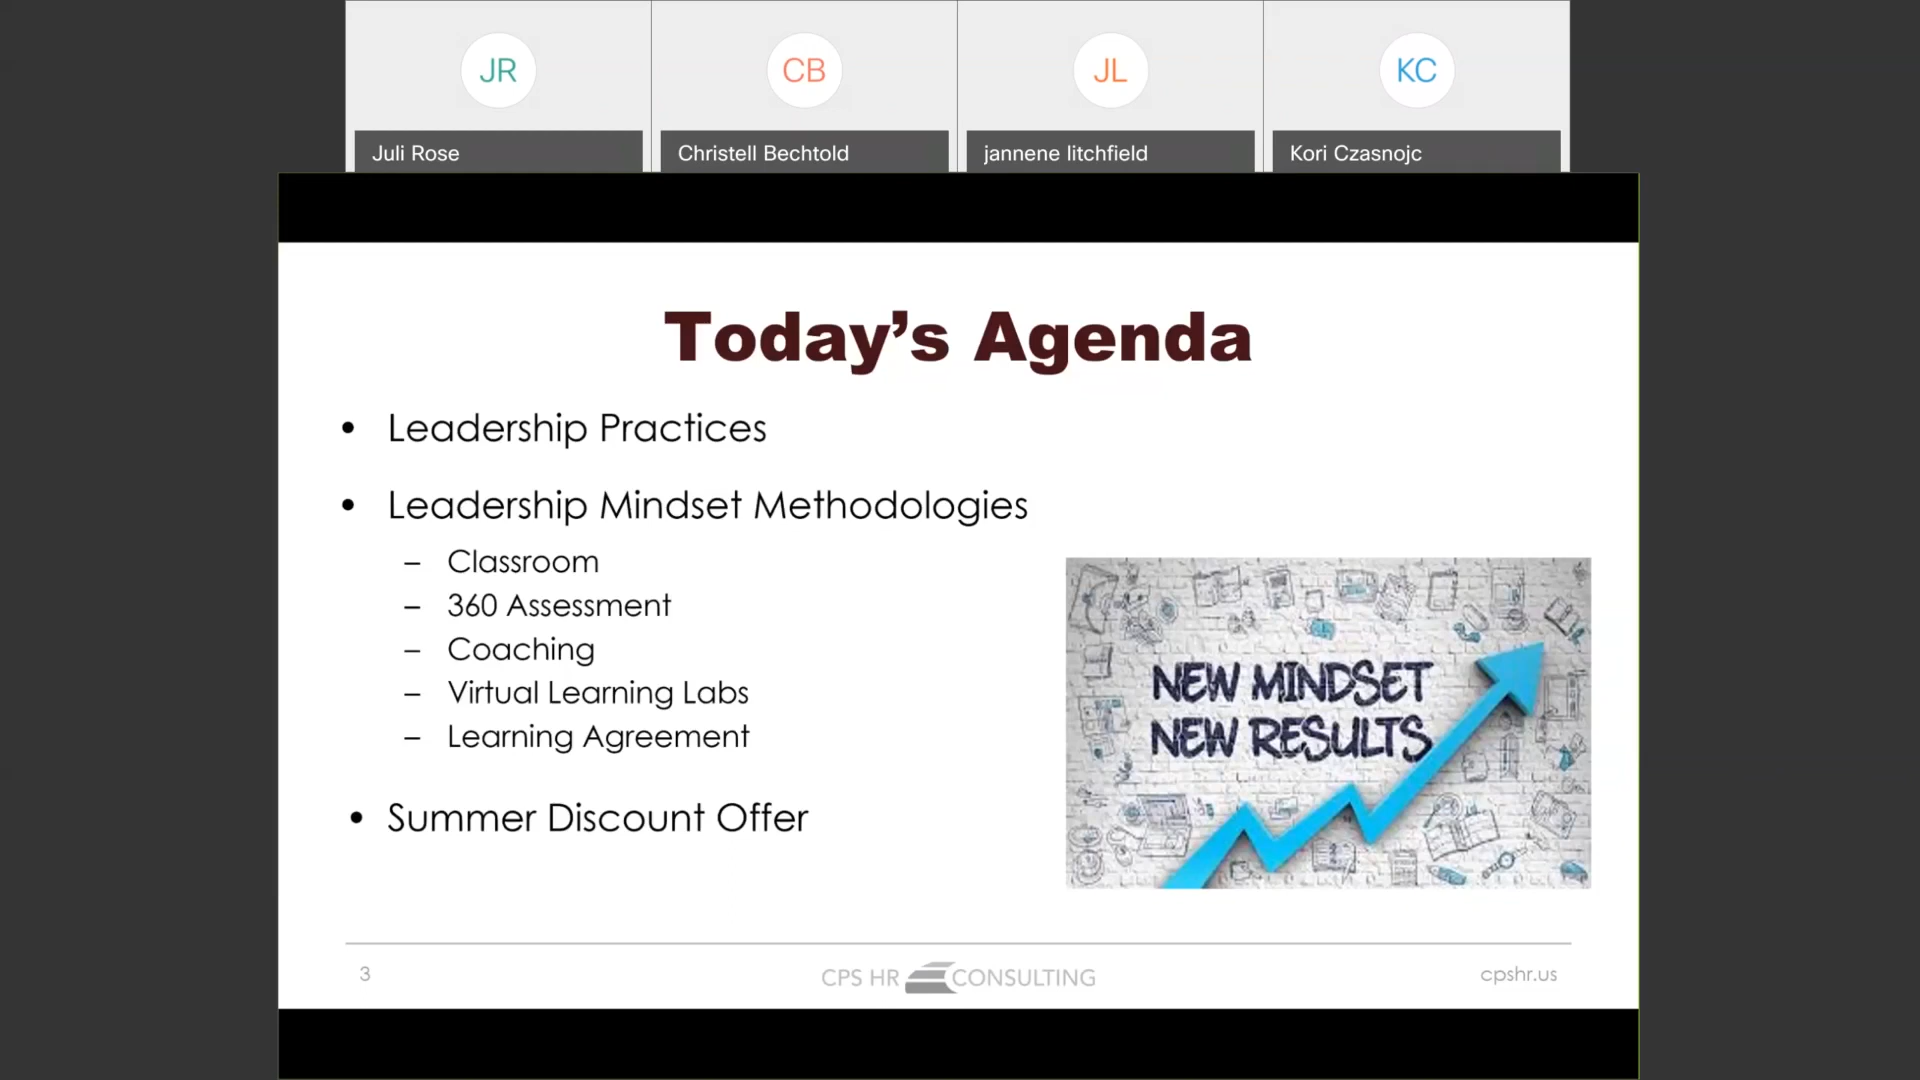 JR
CB
JL
KC
Juli Rose
Christell Bechtold
jannene litchfield
Kori Czasnojc
Today’s Agenda
• Leadership Practices
• Leadership Mindset Methodologies
– Classroom
– 360 Assessment
– Coaching
– Virtual Learning Labs
– Learning Agreement
• Summer Discount Offer
NEW MINDSET
NEW RESULTS
3
CPS HR CONSULTING
cpshr.us